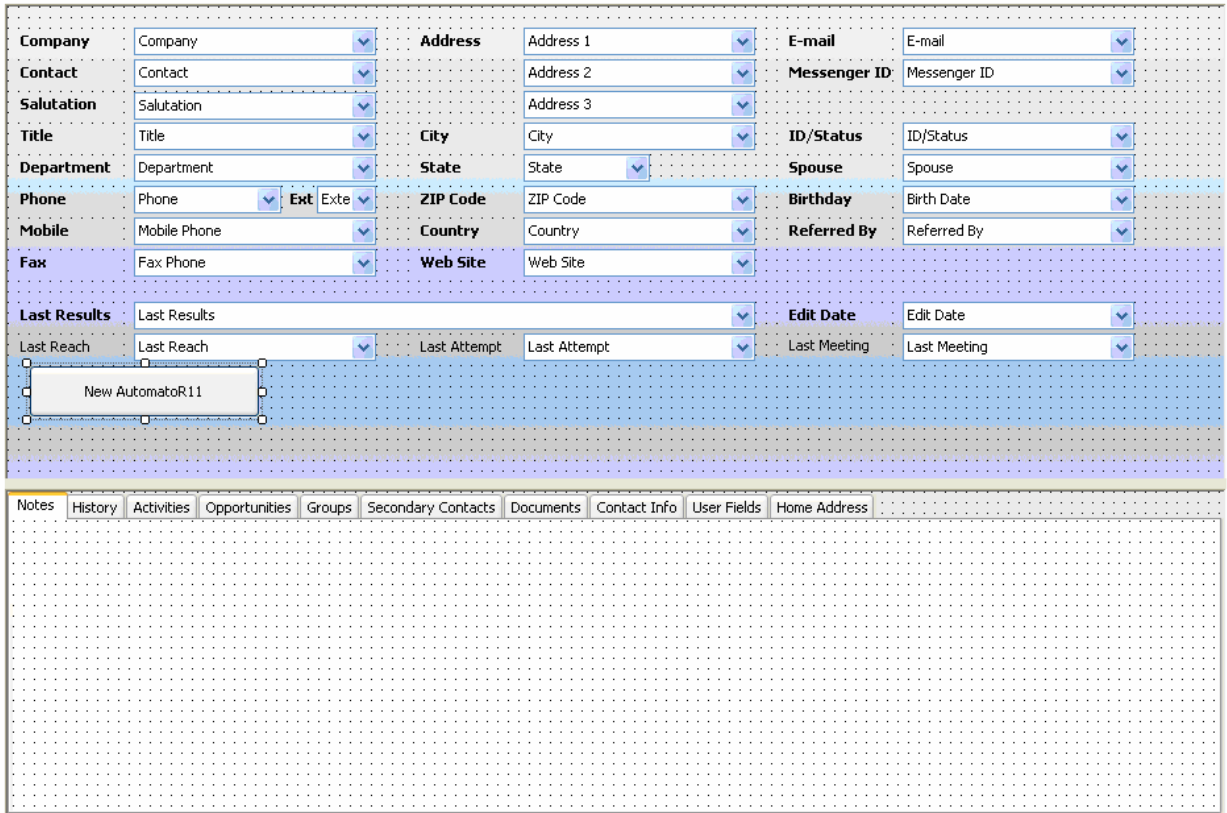 Company Company Address Address 1 E-mail E-mail
Contact Contact Address 2 Messenger ID Messenger ID
Salutation Salutation Address 3
Title Title City City ID/Status ID/Status
Department Department State State Spouse Spouse
Phone Phone Ext Exte ZIP Code ZIP Code Birthday Birth Date
Mobile Mobile Phone Country Country Referred By Referred By
Fax Fax Phone Web Site Web Site
Last Results Last Results Edit Date Edit Date
Last Reach Last Reach Last Attempt Last Attempt Last Meeting Last Meeting
New AutomatoR11
Notes History Activities Opportunities Groups Secondary Contacts Documents Contact Info User Fields Home Address